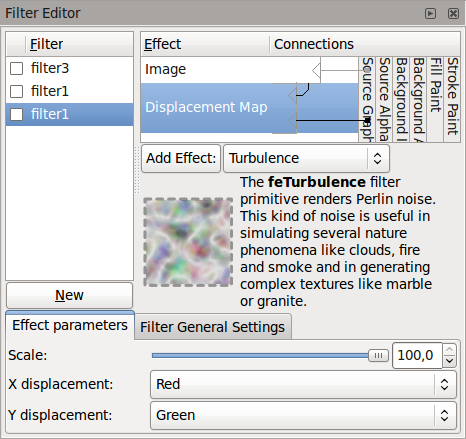 Filter Editor
Filter
filter3
filter1
filter1
New
Effect Connections
Image
Displacement Map
Source Graph
Source Alpha
Background I
Background A
Fill Paint
Stroke Paint
Add Effect: Turbulence
The feTurbulence filter
primitive renders Perlin noise.
This kind of noise is useful in
simulating several nature
phenomena like clouds, fire
and smoke and in generating
complex textures like marble
or granite.
Effect parameters Filter General Settings
Scale: 100,0
X displacement: Red
Y displacement: Green